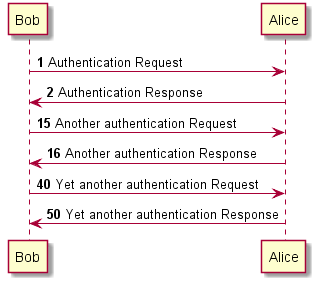 Bob Alice
1 Authentication Request
2 Authentication Response
15 Another authentication Request
16 Another authentication Response
40 Yet another authentication Request
50 Yet another authentication Response
Bob Alice